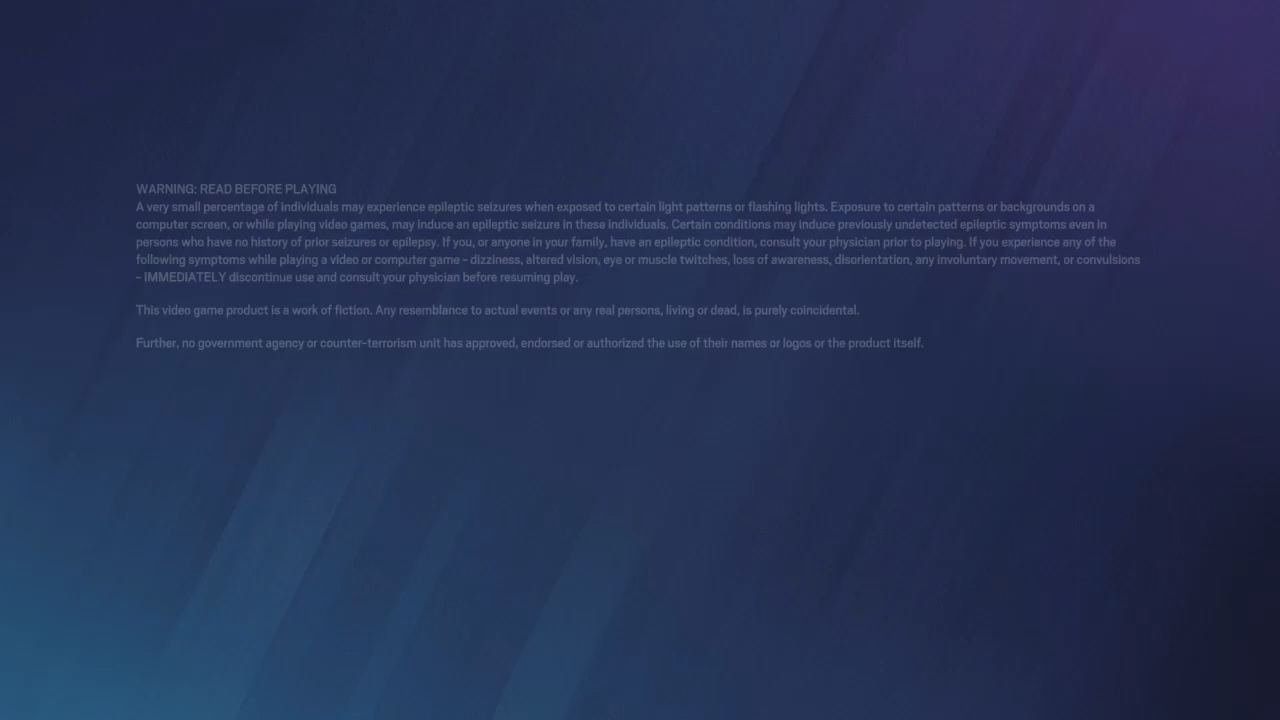 WARNING: READ BEFORE PLAYING
A very small percentage of individuals may experience epileptic seizures when exposed to certain light patterns or flashing lights. Exposure to certain patterns or backgrounds on a
computer screen, or while playing video games, may induce an epileptic seizure in these individuals. Certain conditions may induce previously undetected epileptic symptoms even in
persons who have no history of prior seizures or epilepsy. If you, or anyone in your family, have an epileptic condition, consult your physician prior to playing. If you experience any of the
following symptoms while playing a video or computer game - dizziness, altered vision, eye or muscle twitches, loss of awareness, disorientation, any involuntary movement, or convulsions
- IMMEDIATELY discontinue use and consult your physician before resuming play.
This video game product is a work of fiction. Any resemblance to actual events or any real persons, living or dead, is purely coincidental.
Further, no government agency or counter-terrorism unit has approved, endorsed or authorized the use of their names or logos or the product itself.